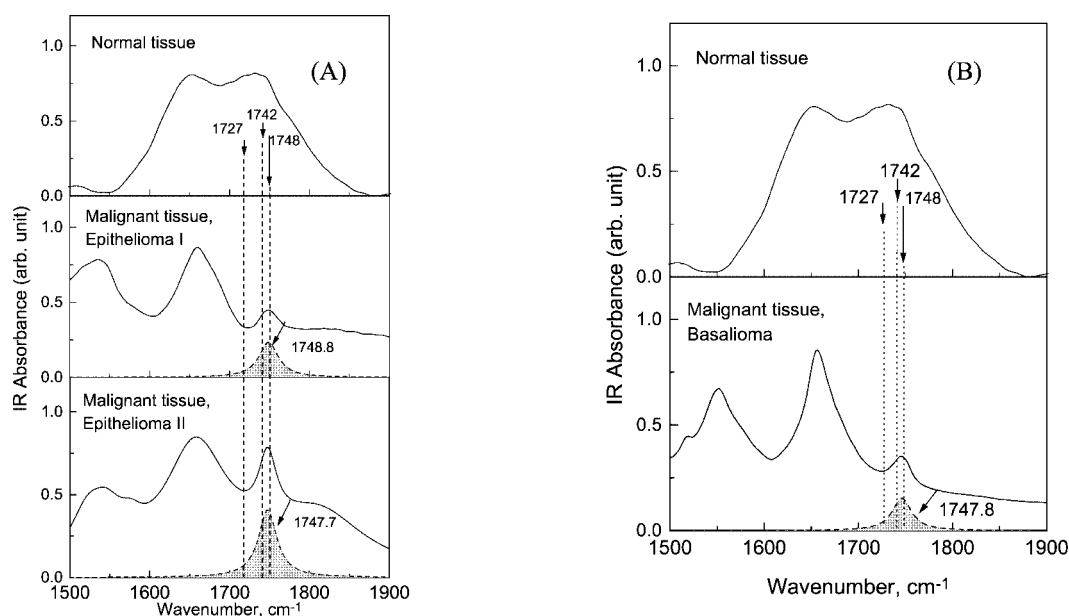 Normal tissue
(A)
1.0
0.5
0.0
1727
1742
1748
Malignant tissue,
Epithelioma I
1.0
0.5
0.0
1748.8
Malignant tissue,
Epithelioma II
1.0
0.5
0.0
1747.7
1500 1600 1700 1800 1900
Wavenumber, cm-1
IR Absorbance (arb. unit)
Normal tissue
(B)
1.0
0.5
0.0
1727
1742
1748
Malignant tissue,
Basalioma
1.0
0.5
0.0
1747.8
1500 1600 1700 1800 1900
Wavenumber, cm-1
IR Absorbance (arb. unit)